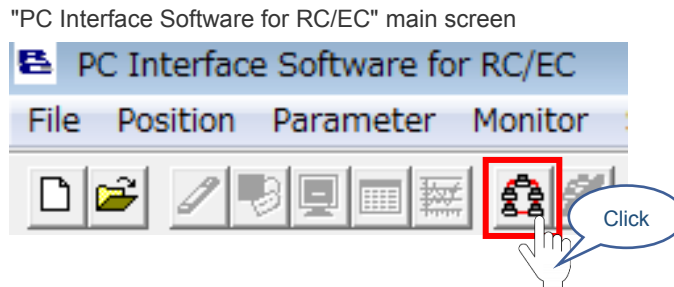 "PC Interface Software for RC/EC" main screen
PC Interface Software for RC/EC
File Position Parameter Monitor
Click